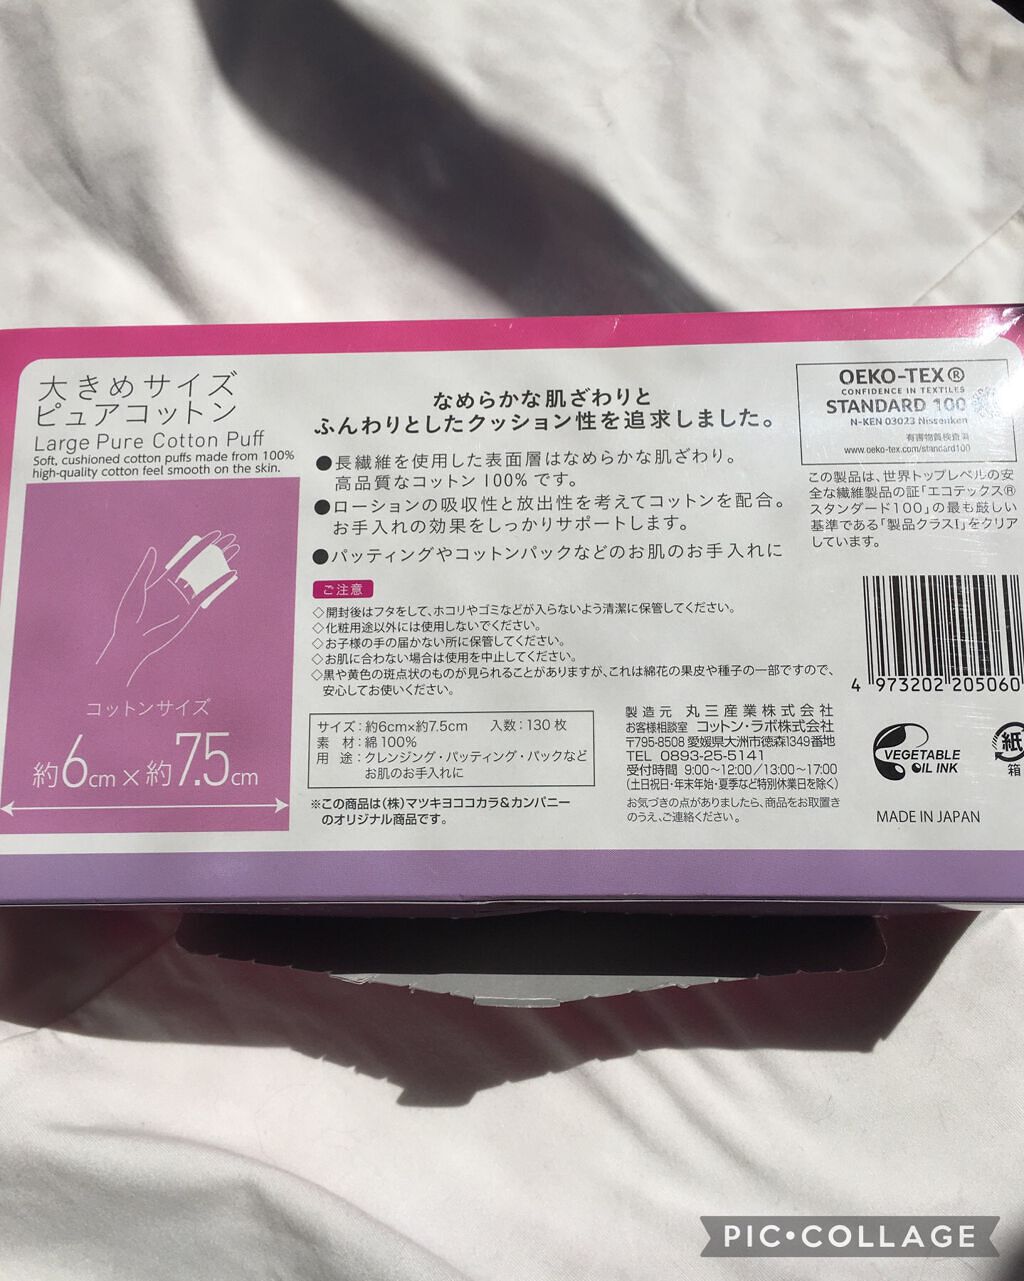 大きめサイズ
ピュアコットン
Large Pure Cotton Puff
Soft, cushioned cotton puffs made from 100%
high-quality cotton feel smooth on the skin.
コットンサイズ
約6cm×約7.5cm
なめらかな肌ざわりと
ふんわりとしたクッション性を追求しました。
●長繊維を使用した表面層はなめらかな肌ざわり。
高品質なコットン100%です。
●ローションの吸収性と放出性を考えてコットンを配合。
お手入れの効果をしっかりサポートします。
●パッティングやコットンパックなどのお肌のお手入れに
ご注意
◇開封後はフタをして、ホコリやゴミなどが入らないよう清潔に保管してください。
◇化粧用途以外には使用しないでください。
◇お子様の手の届かない所に保管してください。
◇お肌に合わない場合は使用を中止してください。
◇黒や黄色の斑点状のものが見られることがありますが、これは綿花の果皮や種子の一部ですので、
安心してお使いください。
サイズ：約6cm×約7.5cm 入数：130枚
素 材：綿100%
用 途：クレンジング・パッティング・パックなど
お肌のお手入れに
※この商品は(株)マツキヨココカラ&カンパニー
のオリジナル商品です。
製造元 丸三産業株式会社
お客様相談室 コットン・ラボ株式会社
〒795-8508 愛媛県大洲市徳森1349番地
TEL 0893-25-5141
受付時間 9:00~12:00/13:00~17:00
(土日祝日・年末年始・夏季など特別休業日を除く)
お気づきの点がありましたら、商品をお取置き
のうえ、ご連絡ください。
OEKO-TEX®
CONFIDENCE IN TEXTILES
STANDARD 100
N-KEN 03023 Nissenken
有害物質検査済
www.oeko-tex.com/standard100
この製品は、世界トップレベルの安
全な繊維製品の証「エコテックス®
スタンダード100」の最も厳しい
基準である「製品クラスI」をクリア
しています。
4 973202 205060
VEGETABLE
OIL INK
紙
箱
MADE IN JAPAN
PIC•COLLAGE